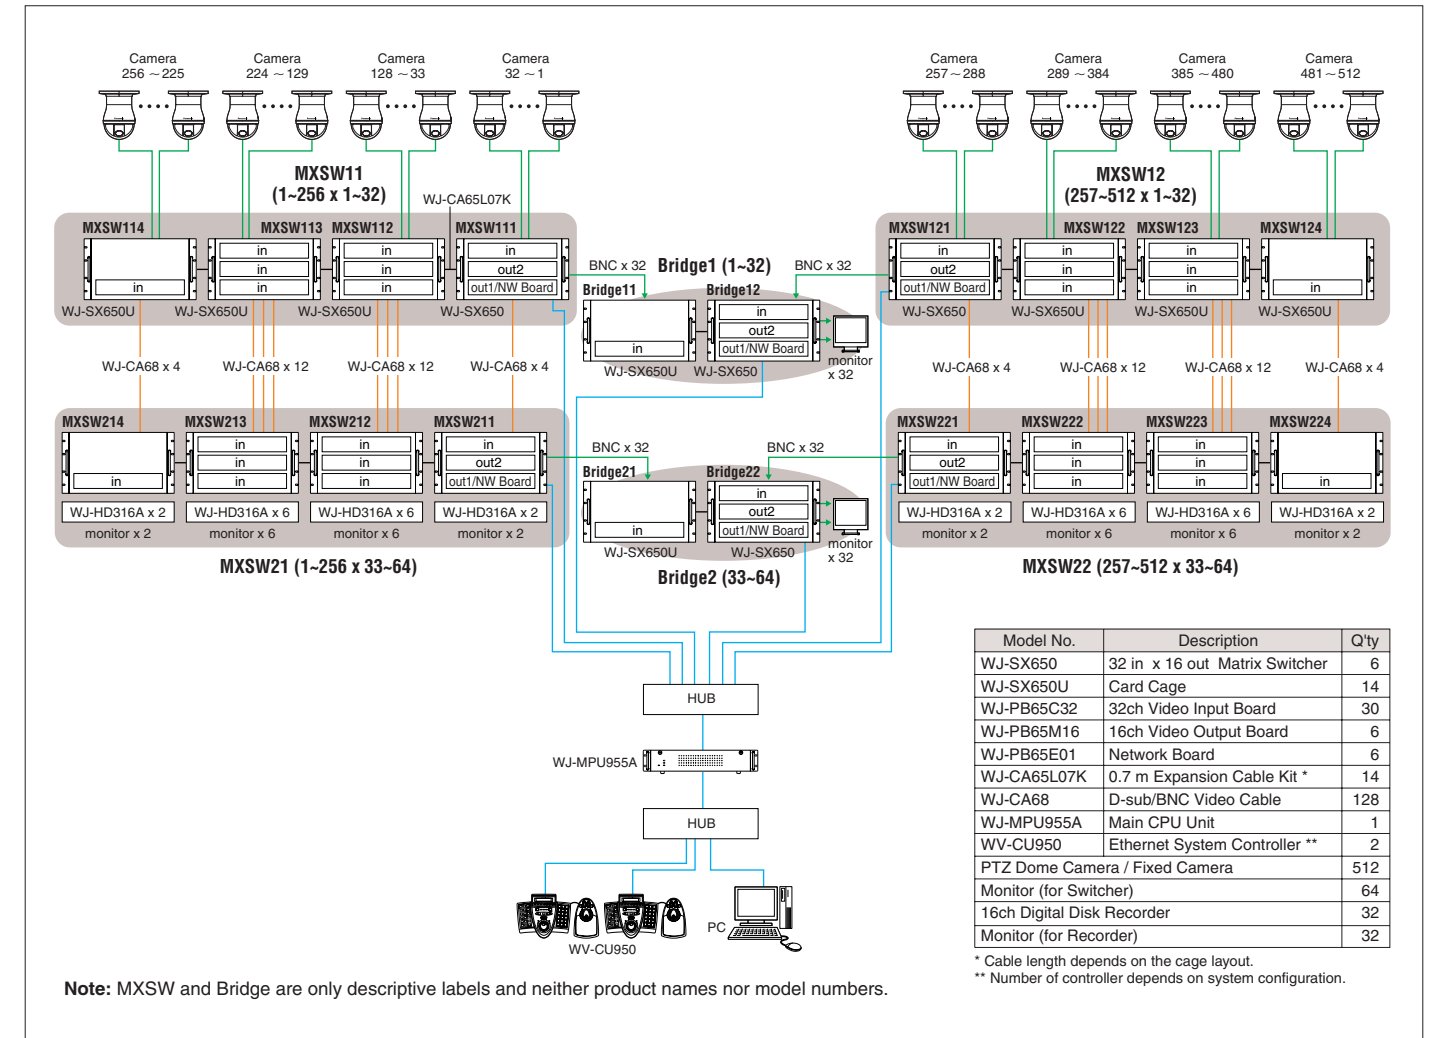 Camera
256 ~ 225
Camera
224 ~ 129
Camera
128 ~ 33
Camera
32 ~ 1
Camera
257 ~ 288
Camera
289 ~ 384
Camera
385 ~ 480
Camera
481 ~ 512
MXSW11
(1~256 x 1~32)
WJ-CA65L07K
MXSW12
(257~512 x 1~32)
MXSW114
in
WJ-SX650U
MXSW113
in
in
in
WJ-SX650U
MXSW112
in
in
in
WJ-SX650U
MXSW111
in
out2
out1/NW Board
WJ-SX650
BNC x 32
Bridge1 (1~32)
BNC x 32
Bridge11
in
WJ-SX650U
Bridge12
in
out2
out1/NW Board
WJ-SX650
monitor
x 32
MXSW121
in
out2
out1/NW Board
WJ-SX650
MXSW122
in
in
in
WJ-SX650U
MXSW123
in
in
in
WJ-SX650U
MXSW124
in
WJ-SX650U
WJ-CA68 x 4
WJ-CA68 x 12
WJ-CA68 x 12
WJ-CA68 x 4
WJ-CA68 x 4
WJ-CA68 x 12
WJ-CA68 x 12
WJ-CA68 x 4
MXSW214
in
WJ-HD316A x 2
monitor x 2
MXSW213
in
in
in
WJ-HD316A x 6
monitor x 6
MXSW212
in
in
in
WJ-HD316A x 6
monitor x 6
MXSW211
in
out2
out1/NW Board
WJ-HD316A x 2
monitor x 2
MXSW21 (1~256 x 33~64)
BNC x 32
BNC x 32
Bridge21
in
WJ-SX650U
Bridge22
in
out2
out1/NW Board
WJ-SX650
monitor
x 32
Bridge2 (33~64)
MXSW221
in
out2
out1/NW Board
WJ-HD316A x 2
monitor x 2
MXSW222
in
in
in
WJ-HD316A x 6
monitor x 6
MXSW223
in
in
in
WJ-HD316A x 6
monitor x 6
MXSW224
in
WJ-HD316A x 2
monitor x 2
MXSW22 (257~512 x 33~64)
HUB
WJ-MPU955A
HUB
WV-CU950
PC
Model No. Description Q'ty
WJ-SX650 32 in x 16 out Matrix Switcher 6
WJ-SX650U Card Cage 14
WJ-PB65C32 32ch Video Input Board 30
WJ-PB65M16 16ch Video Output Board 6
WJ-PB65E01 Network Board 6
WJ-CA65L07K 0.7 m Expansion Cable Kit * 14
WJ-CA68 D-sub/BNC Video Cable 128
WJ-MPU955A Main CPU Unit 1
WV-CU950 Ethernet System Controller ** 2
PTZ Dome Camera / Fixed Camera 512
Monitor (for Switcher) 64
16ch Digital Disk Recorder 32
Monitor (for Recorder) 32
* Cable length depends on the cage layout.
** Number of controller depends on system configuration.
Note: MXSW and Bridge are only descriptive labels and neither product names nor model numbers.